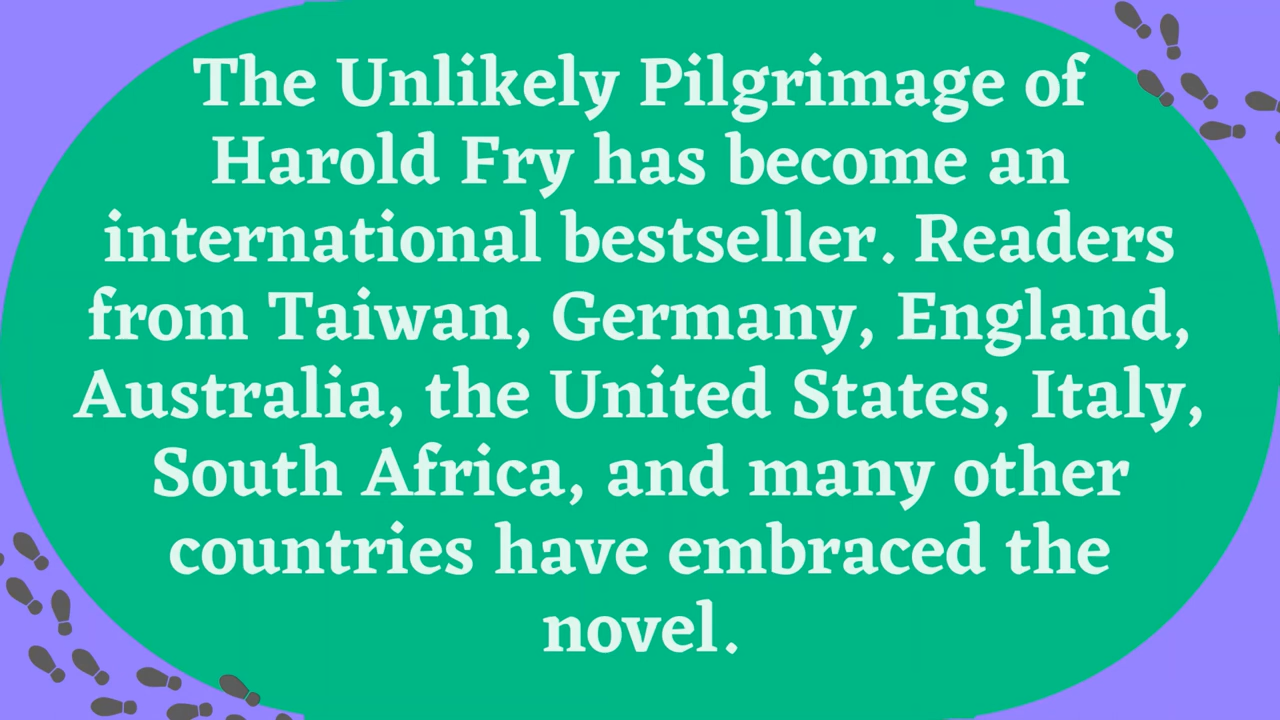 The Unlikely Pilgrimage of
Harold Fry has become an
international bestseller. Readers
from Taiwan, Germany, England,
Australia, the United States, Italy,
South Africa, and many other
countries have embraced the
novel.